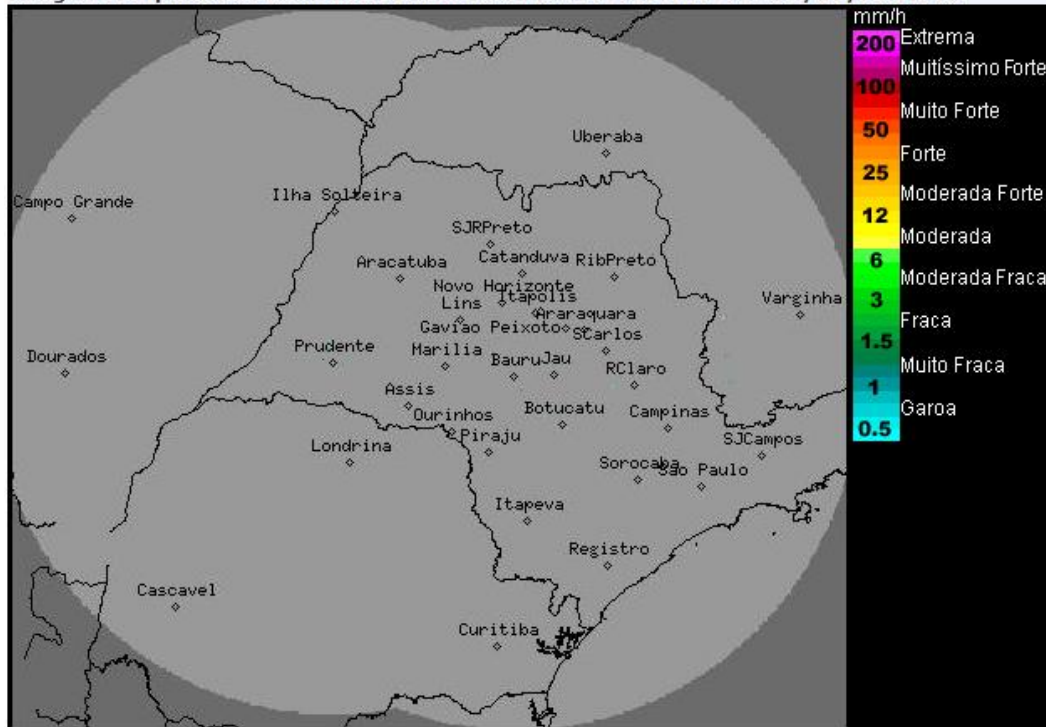 mm/h
200 Extrema
Muitíssimo Forte
100
Muito Forte
50
Forte
25
Moderada Forte
12
Moderada
6
Moderada Fraca
3
Fraca
1.5
Muito Fraca
1
Garoa
0.5
Uberaba
Campo Grande
Ilha Solteira
SJRPreto
Aracatuba
Catanduva
RibPreto
Novo Horizonte
Lins
Itapolis
Varginha
Gaviao Peixoto
Araraquara
SCarlos
Dourados
Prudente
Marilia
Bauru
Jau
RClaro
Assis
Ourinhos
Botucatu
Campinas
Londrina
Piraju
SJCampos
Sorocaba
Sao Paulo
Itapeva
Registro
Cascavel
Curitiba